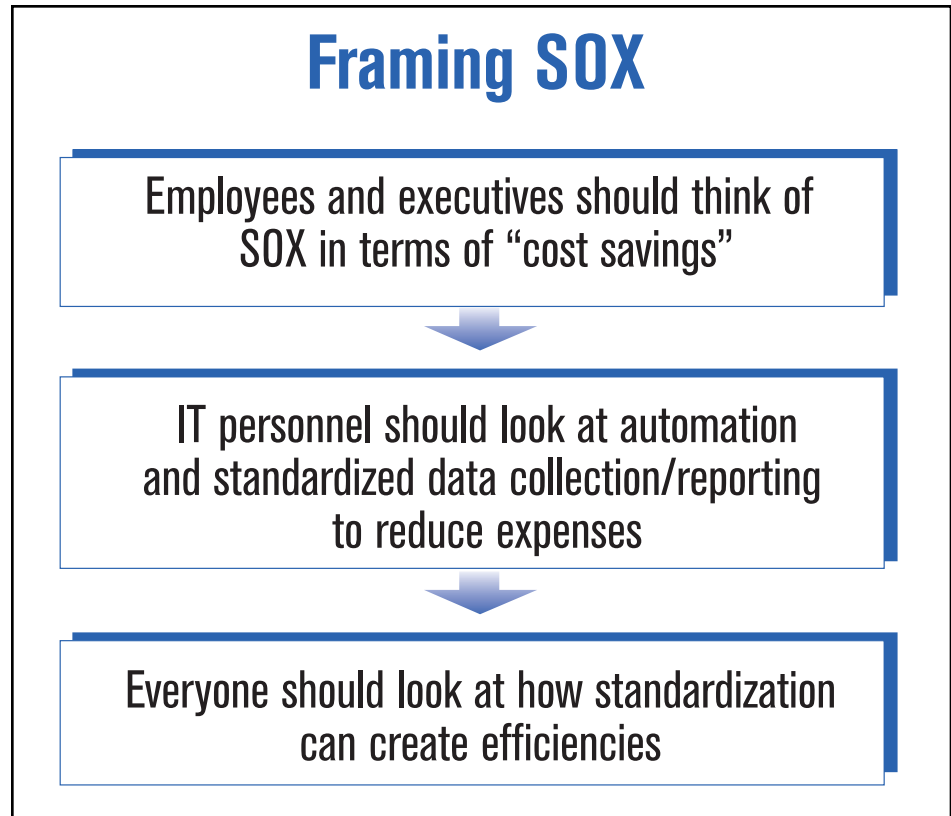 Framing SOX
Employees and executives should think of
SOX in terms of “cost savings”
IT personnel should look at automation
and standardized data collection/reporting
to reduce expenses
Everyone should look at how standardization
can create efficiencies